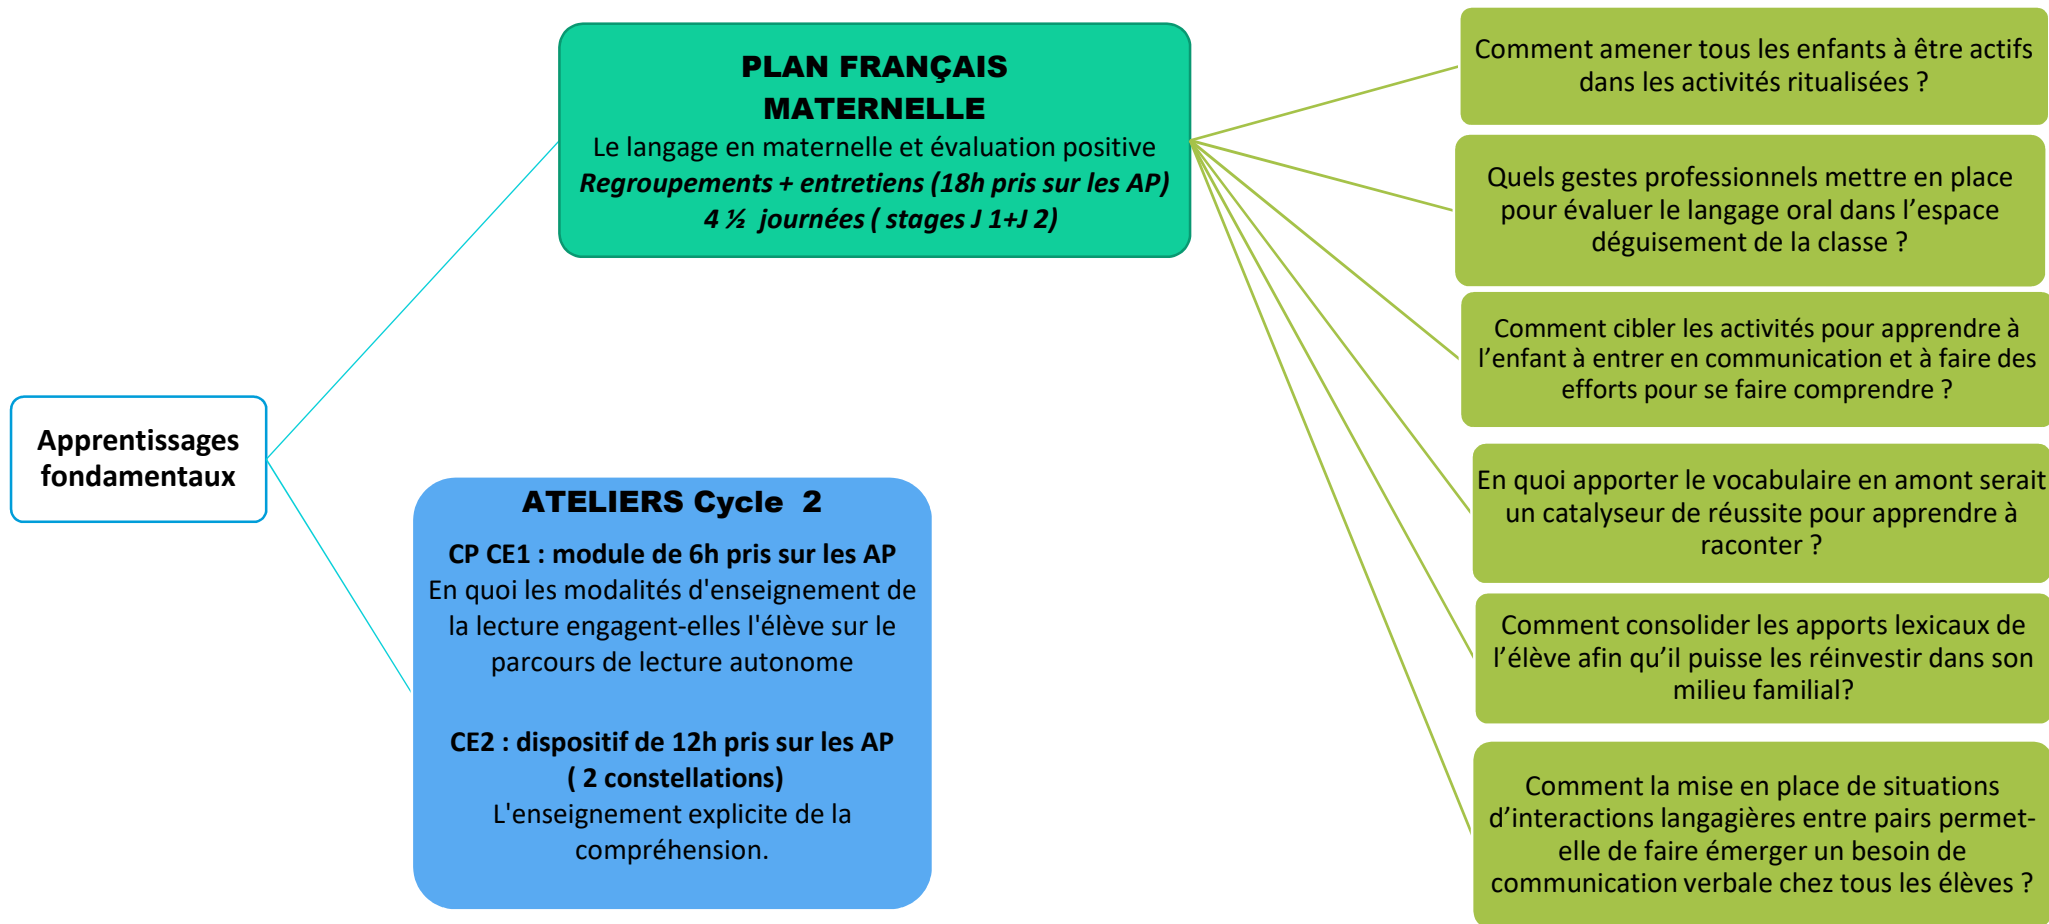 Apprentissages
fondamentaux
PLAN FRANÇAIS
MATERNELLE
Le langage en maternelle et évaluation positive
Regroupements + entretiens (18h pris sur les AP)
4 ½ journées ( stages J 1+J 2)
ATELIERS Cycle 2
CP CE1 : module de 6h pris sur les AP
En quoi les modalités d'enseignement de
la lecture engagent-elles l'élève sur le
parcours de lecture autonome
CE2 : dispositif de 12h pris sur les AP
( 2 constellations)
L'enseignement explicite de la
compréhension.
Comment amener tous les enfants à être actifs
dans les activités ritualisées ?
Quels gestes professionnels mettre en place
pour évaluer le langage oral dans l’espace
déguisement de la classe ?
Comment cibler les activités pour apprendre à
l’enfant à entrer en communication et à faire des
efforts pour se faire comprendre ?
En quoi apporter le vocabulaire en amont serait
un catalyseur de réussite pour apprendre à
raconter ?
Comment consolider les apports lexicaux de
l’élève afin qu’il puisse les réinvestir dans son
milieu familial?
Comment la mise en place de situations
d’interactions langagières entre pairs permet-
elle de faire émerger un besoin de
communication verbale chez tous les élèves ?